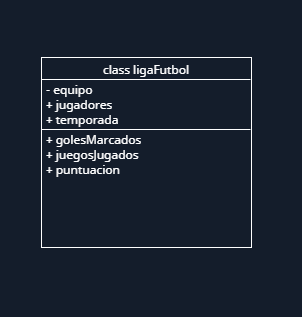 class ligaFutbol
- equipo
+ jugadores
+ temporada
+ golesMarcados
+ juegosJugados
+ puntuacion